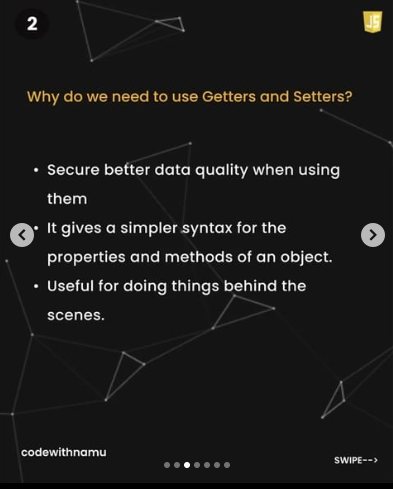 2
JS
Why do we need to use Getters and Setters?
• Secure better data quality when using
them
• It gives a simpler syntax for the
properties and methods of an object.
• Useful for doing things behind the
scenes.
codewithnamu
SWIPE-->